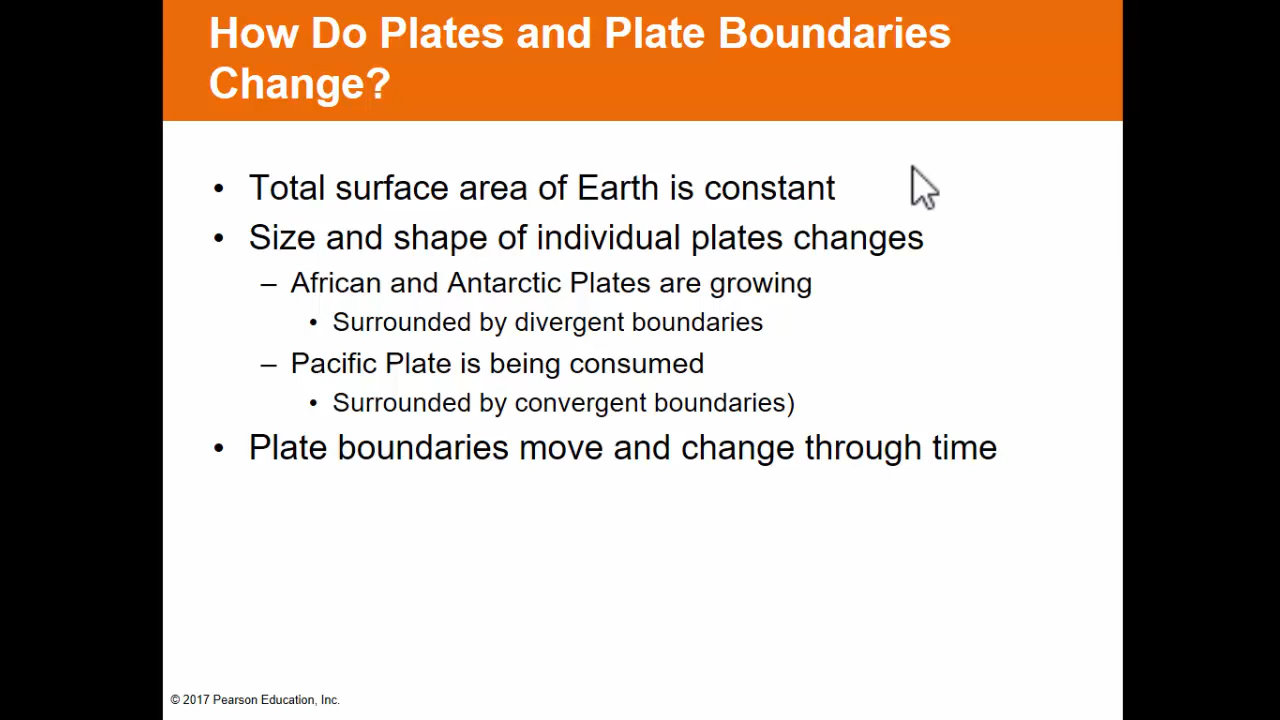 How Do Plates and Plate Boundaries
Change?
• Total surface area of Earth is constant
• Size and shape of individual plates changes
– African and Antarctic Plates are growing
• Surrounded by divergent boundaries
– Pacific Plate is being consumed
• Surrounded by convergent boundaries)
• Plate boundaries move and change through time
© 2017 Pearson Education, Inc.